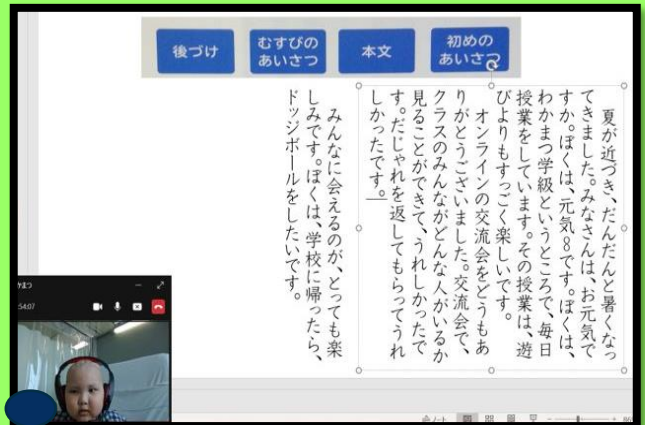 初めの
あいさつ
本文
むすびの
あいさつ
後づけ
夏が近づき、だんだんと暑くなっ
てきました。みなさんは、お元気で
すか。ぼくは、元気８です。ぼくは、
わかまつ学級というところで、毎日
授業をしています。その授業は、遊
びよりもすっごく楽しいです。
オンラインの交流会をどうもあ
りがとうございました。交流会で、
クラスのみんながどんな人がいるか
見ることができて、うれしかったで
す。だじゃれを返してもらってうれ
しかったです。
みんなに会えるのが、とっても楽
しみです。ぼくは、学校に帰ったら、
ドッジボールをしたいです。
54:07
ノート